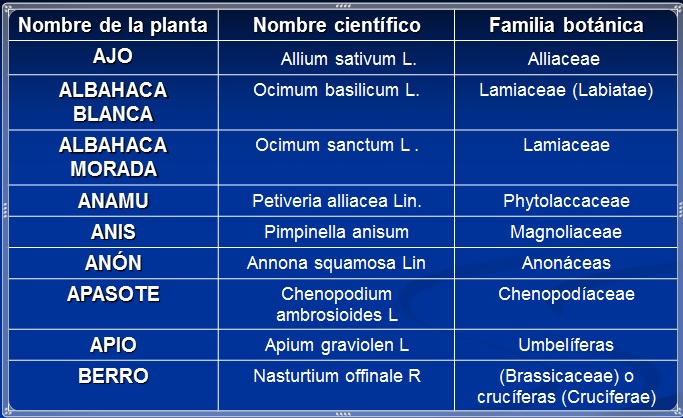 Nombre de la planta Nombre científico Familia botánica
AJO Allium sativum L. Alliaceae
ALBAHACA BLANCA Ocimum basilicum L. Lamiaceae (Labiatae)
ALBAHACA MORADA Ocimum sanctum L . Lamiaceae
ANAMU Petiveria alliacea Lin. Phytolaccaceae
ANIS Pimpinella anisum Magnoliaceae
ANÓN Annona squamosa Lin Anonáceas
APASOTE Chenopodium ambrosioides L Chenopodíaceae
APIO Apium graviolen L Umbelíferas
BERRO Nasturtium offinale R (Brassicaceae) o crucíferas (Cruciferae)